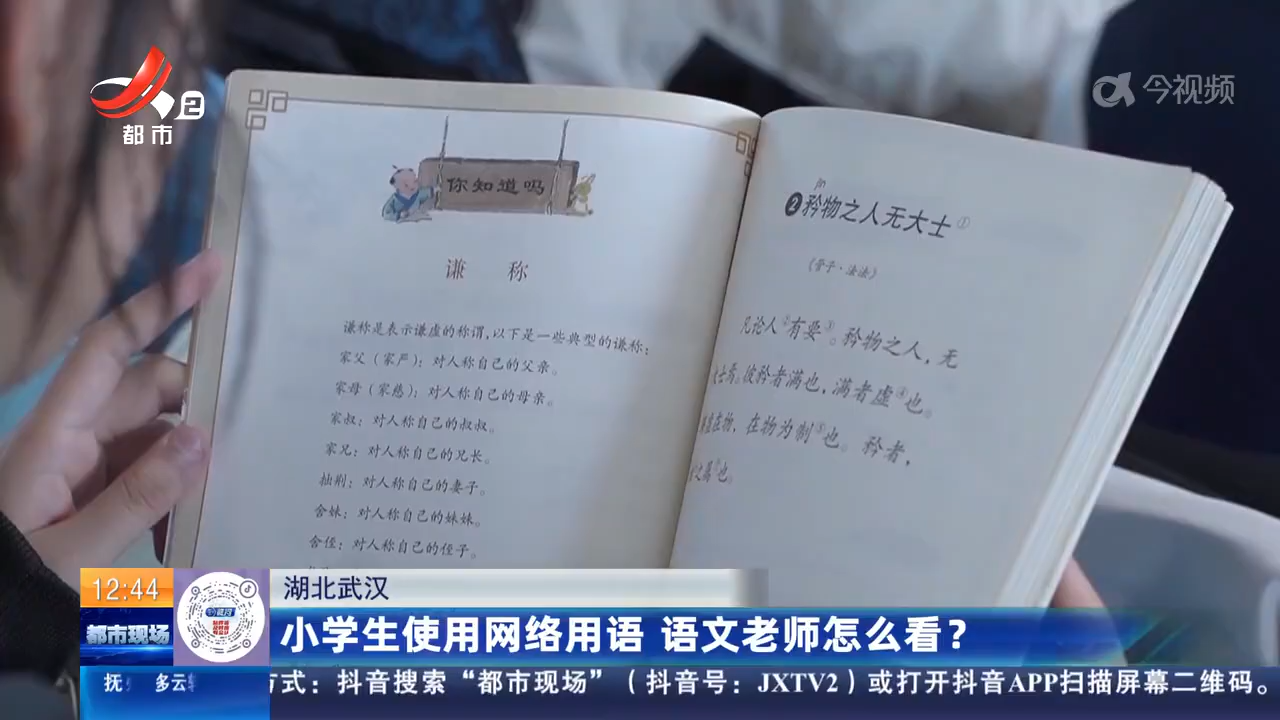 2
都市
今视频
你知道吗
谦 称
谦称是表示谦虚的称谓，以下是一些典型的谦称：
家父（家严）：对人称自己的父亲。
家母（家慈）：对人称自己的母亲。
家叔：对人称自己的叔叔。
家兄：对人称自己的兄长。
拙荆：对人称自己的妻子。
舍妹：对人称自己的妹妹。
舍侄：对人称自己的侄子。
jīn
2 矜物之人无大士 ①
（管子·法法）
凡论人②有要③。矜物之人，无
大士焉。彼矜者满也，满者虚④也。
在物，在物为制⑤也。矜者，
之属也。
12:44
湖北武汉
都市现场
小学生使用网络用语 语文老师怎么看？
抚 多云 方式：抖音搜索“都市现场”（抖音号：JXTV2）或打开抖音APP扫描屏幕二维码。